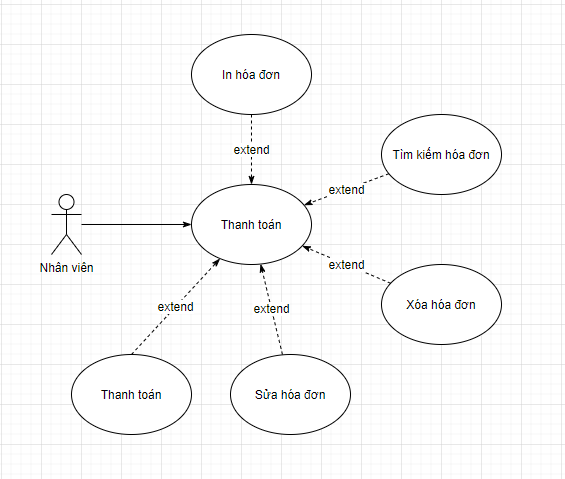 In hóa đơn
extend
Tìm kiếm hóa đơn
extend
Thanh toán
Nhân viên
extend
Xóa hóa đơn
extend
extend
Thanh toán
Sửa hóa đơn